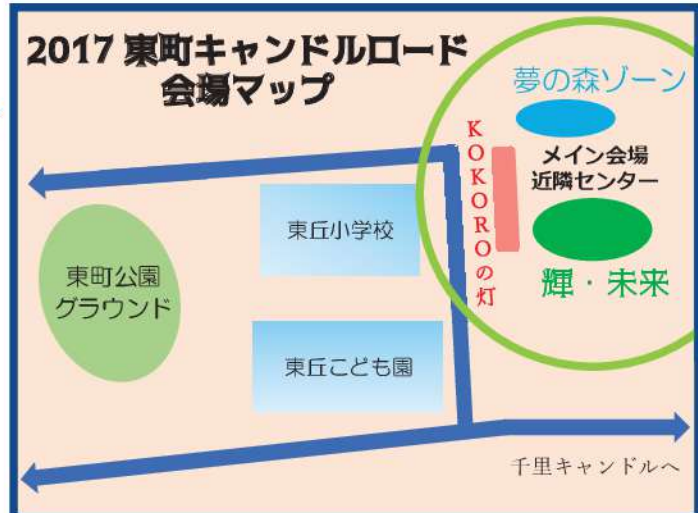 2017 東町キャンドルロード
会場マップ
夢の森ゾーン
KOKOROの灯
メイン会場
近隣センター
輝・未来
東丘小学校
東町公園
グラウンド
東丘こども園
千里キャンドルへ